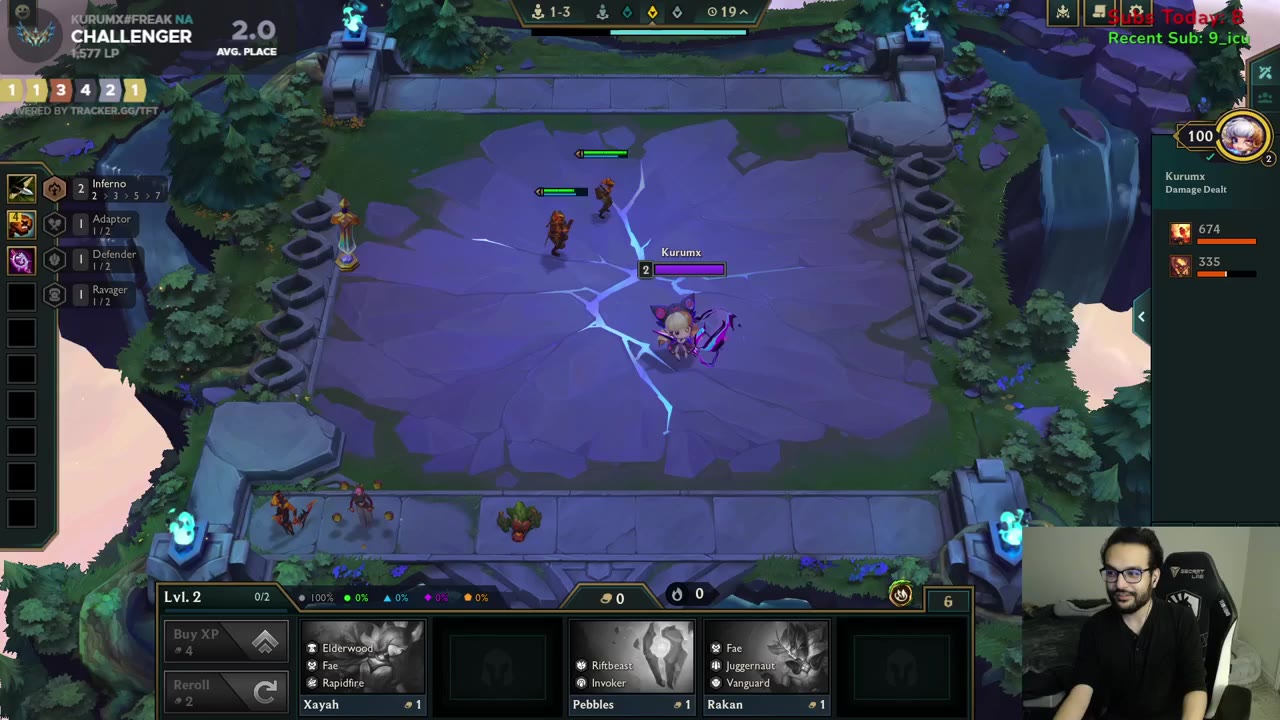 KURUMX#FREAK NA
CHALLENGER
1,577 LP
2.0
AVG. PLACE
1 1 3 4 2 1
WERED BY TRACKER.GG/TFT
1-3
19
Subs Today: 8
Recent Sub: 9_icu
100
2
Kurumx
Damage Dealt
674
335
2 Inferno
2 > 3 > 5 > 7
1 Adaptor
1 / 2
1 Defender
1 / 2
1 Ravager
1 / 2
Kurumx
2
Lvl. 2
0/2
100% 0% 0% 0% 0%
0
0
6
Buy XP
4
Reroll
2
Elderwood
Fae
Rapidfire
Xayah 1
Riftbeast
Invoker
Pebbles 1
Fae
Juggernaut
Vanguard
Rakan 1
SECRET LAB